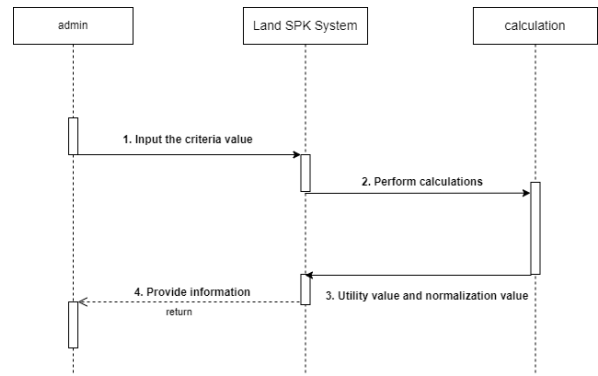 admin
Land SPK System
calculation
1. Input the criteria value
2. Perform calculations
4. Provide information
3. Utility value and normalization value
return